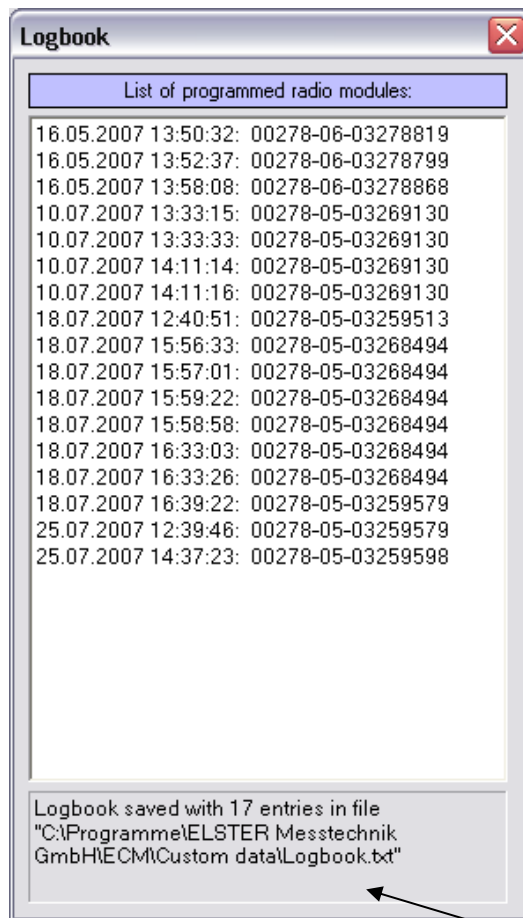 Logbook
List of programmed radio modules:
16.05.2007 13:50:32: 00278-06-03278819
16.05.2007 13:52:37: 00278-06-03278799
16.05.2007 13:58:08: 00278-06-03278868
10.07.2007 13:33:15: 00278-05-03269130
10.07.2007 13:33:33: 00278-05-03269130
10.07.2007 14:11:14: 00278-05-03269130
10.07.2007 14:11:16: 00278-05-03269130
18.07.2007 12:40:51: 00278-05-03259513
18.07.2007 15:56:33: 00278-05-03268494
18.07.2007 15:57:01: 00278-05-03268494
18.07.2007 15:59:22: 00278-05-03268494
18.07.2007 15:58:58: 00278-05-03268494
18.07.2007 16:33:03: 00278-05-03268494
18.07.2007 16:33:26: 00278-05-03268494
18.07.2007 16:39:22: 00278-05-03259579
25.07.2007 12:39:46: 00278-05-03259579
25.07.2007 14:37:23: 00278-05-03259598
Logbook saved with 17 entries in file
"C:\Programme\ELSTER Messtechnik
GmbH\ECM\Custom data\Logbook.txt"